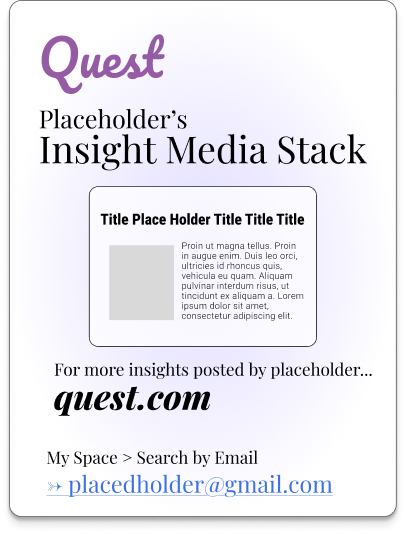 Quest
Placeholder’s
Insight Media Stack
Title Place Holder Title Title Title
Proin ut magna tellus. Proin
in augue enim. Duis leo orci,
ultricies id rhoncus quis,
vehicula eu quam. Aliquam
pulvinar interdum risus, ut
tincidunt ex aliquam a. Lorem
ipsum dolor sit amet,
consectetur adipiscing elit.
For more insights posted by placeholder...
quest.com
My Space > Search by Email
➳ placedholder@gmail.com